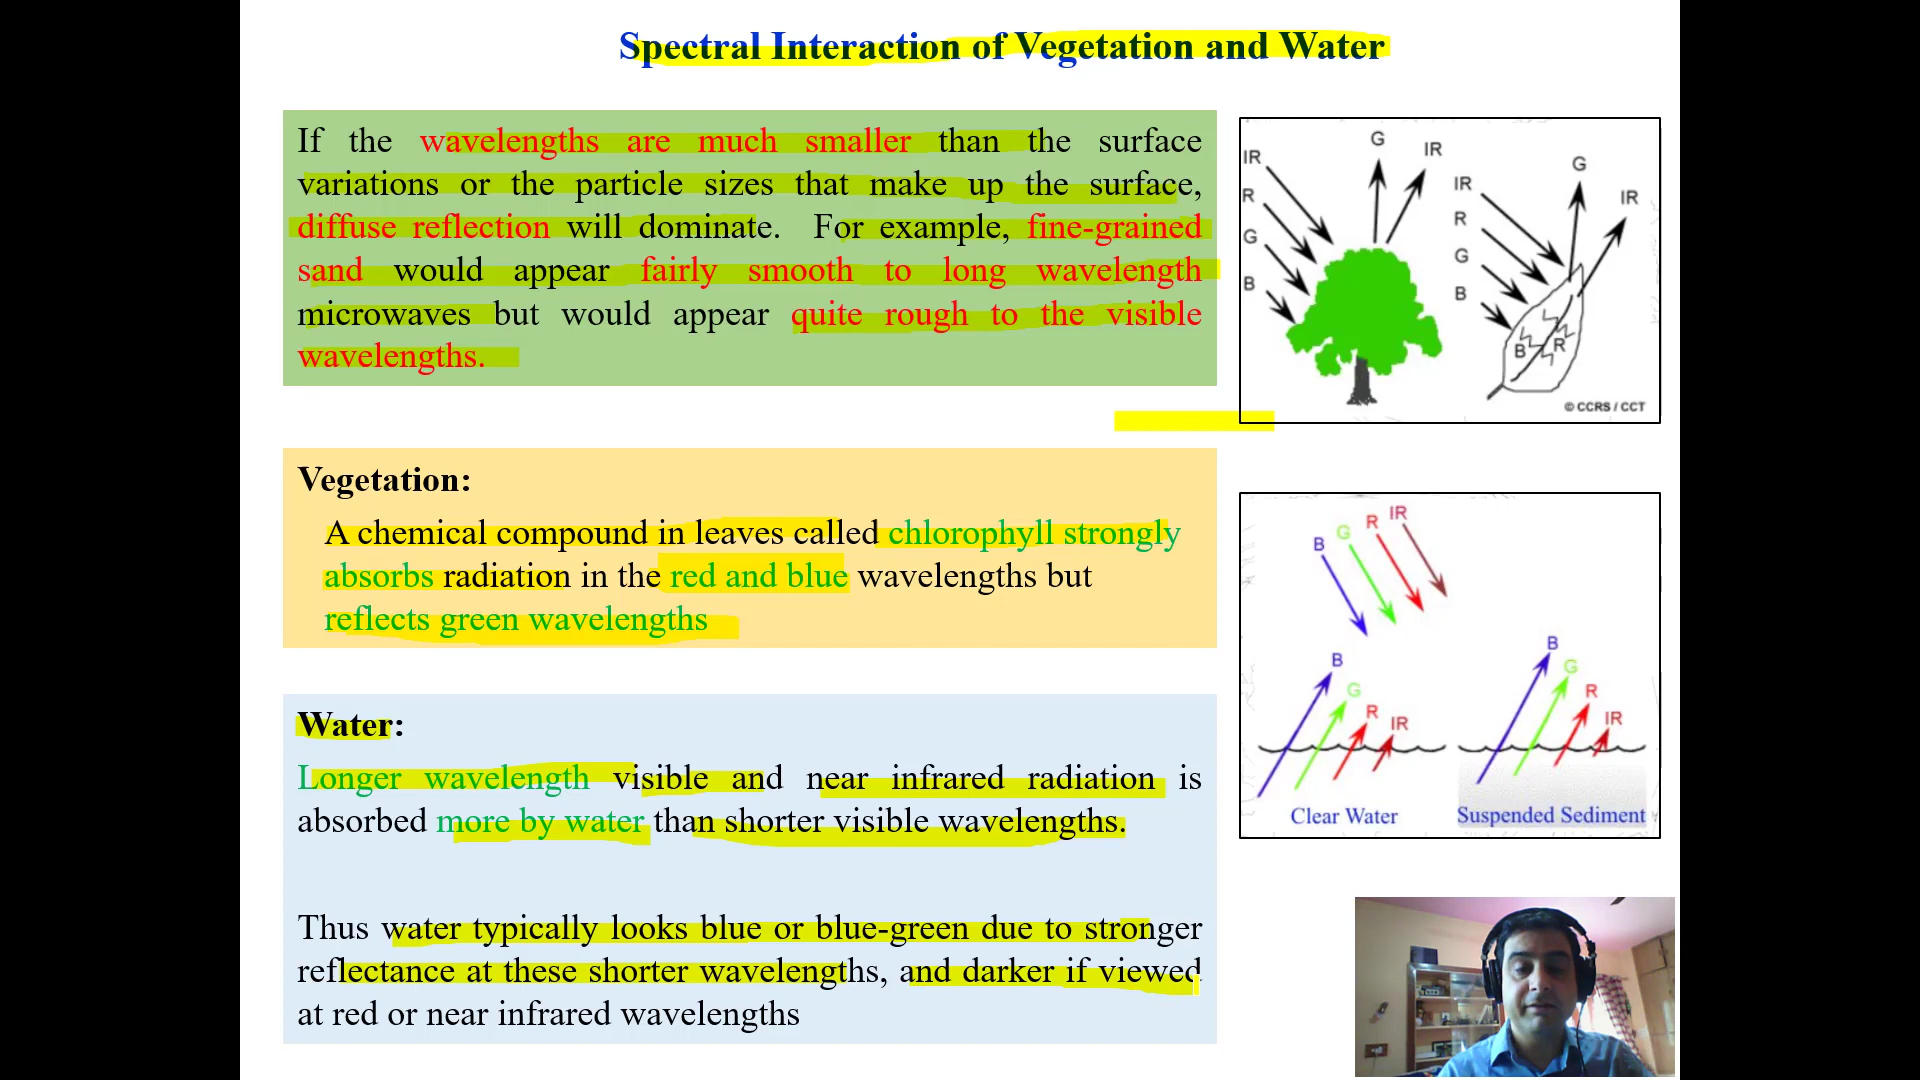 Spectral Interaction of Vegetation and Water
If the wavelengths are much smaller than the surface
variations or the particle sizes that make up the surface,
diffuse reflection will dominate. For example, fine-grained
sand would appear fairly smooth to long wavelength
microwaves but would appear quite rough to the visible
wavelengths.
IR
R
G
B
G
IR
IR
R
G
B
G
IR
B
R
© CCRS / CCT
Vegetation:
A chemical compound in leaves called chlorophyll strongly
absorbs radiation in the red and blue wavelengths but
reflects green wavelengths
Water:
Longer wavelength visible and near infrared radiation is
absorbed more by water than shorter visible wavelengths.
Thus water typically looks blue or blue-green due to stronger
reflectance at these shorter wavelengths, and darker if viewed
at red or near infrared wavelengths
B
G
R
IR
B
G
R
IR
B
G
R
IR
Clear Water
Suspended Sediment